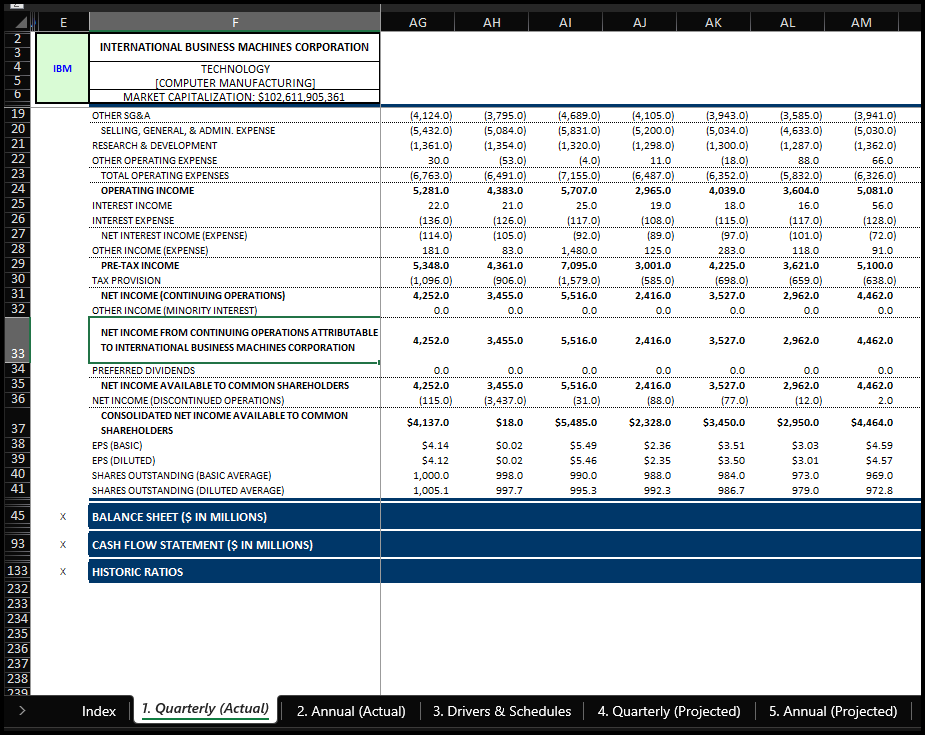 E F AG AH AI AJ AK AL AM
2
3
4
5
6
IBM
INTERNATIONAL BUSINESS MACHINES CORPORATION
TECHNOLOGY
[COMPUTER MANUFACTURING]
MARKET CAPITALIZATION: $102,611,905,361
19 OTHER SG&A (4,124.0) (3,795.0) (4,689.0) (4,105.0) (3,943.0) (3,585.0) (3,941.0)
20 SELLING, GENERAL, & ADMIN. EXPENSE (5,432.0) (5,084.0) (5,831.0) (5,200.0) (5,034.0) (4,633.0) (5,030.0)
21 RESEARCH & DEVELOPMENT (1,361.0) (1,354.0) (1,320.0) (1,298.0) (1,300.0) (1,287.0) (1,362.0)
22 OTHER OPERATING EXPENSE 30.0 (53.0) (4.0) 11.0 (18.0) 88.0 66.0
23 TOTAL OPERATING EXPENSES (6,763.0) (6,491.0) (7,155.0) (6,487.0) (6,352.0) (5,832.0) (6,326.0)
24 OPERATING INCOME 5,281.0 4,383.0 5,707.0 2,965.0 4,039.0 3,604.0 5,081.0
25 INTEREST INCOME 22.0 21.0 25.0 19.0 18.0 16.0 56.0
26 INTEREST EXPENSE (136.0) (126.0) (117.0) (108.0) (115.0) (117.0) (128.0)
27 NET INTEREST INCOME (EXPENSE) (114.0) (105.0) (92.0) (89.0) (97.0) (101.0) (72.0)
28 OTHER INCOME (EXPENSE) 181.0 83.0 1,480.0 125.0 283.0 118.0 91.0
29 PRE-TAX INCOME 5,348.0 4,361.0 7,095.0 3,001.0 4,225.0 3,621.0 5,100.0
30 TAX PROVISION (1,096.0) (906.0) (1,579.0) (585.0) (698.0) (659.0) (638.0)
31 NET INCOME (CONTINUING OPERATIONS) 4,252.0 3,455.0 5,516.0 2,416.0 3,527.0 2,962.0 4,462.0
32 OTHER INCOME (MINORITY INTEREST) 0.0 0.0 0.0 0.0 0.0 0.0 0.0
NET INCOME FROM CONTINUING OPERATIONS ATTRIBUTABLE
33 TO INTERNATIONAL BUSINESS MACHINES CORPORATION 4,252.0 3,455.0 5,516.0 2,416.0 3,527.0 2,962.0 4,462.0
34 PREFERRED DIVIDENDS 0.0 0.0 0.0 0.0 0.0 0.0 0.0
35 NET INCOME AVAILABLE TO COMMON SHAREHOLDERS 4,252.0 3,455.0 5,516.0 2,416.0 3,527.0 2,962.0 4,462.0
36 NET INCOME (DISCONTINUED OPERATIONS) (115.0) (3,437.0) (31.0) (88.0) (77.0) (12.0) 2.0
CONSOLIDATED NET INCOME AVAILABLE TO COMMON
37 SHAREHOLDERS $4,137.0 $18.0 $5,485.0 $2,328.0 $3,450.0 $2,950.0 $4,464.0
38 EPS (BASIC) $4.14 $0.02 $5.49 $2.36 $3.51 $3.03 $4.59
39 EPS (DILUTED) $4.12 $0.02 $5.46 $2.35 $3.50 $3.01 $4.57
40 SHARES OUTSTANDING (BASIC AVERAGE) 1,000.0 998.0 990.0 988.0 984.0 973.0 969.0
41 SHARES OUTSTANDING (DILUTED AVERAGE) 1,005.1 997.7 995.3 992.3 986.7 979.0 972.8
45 X BALANCE SHEET ($ IN MILLIONS)
93 X CASH FLOW STATEMENT ($ IN MILLIONS)
133 X HISTORIC RATIOS
232
233
234
235
236
237
238
239
Index 1. Quarterly (Actual) 2. Annual (Actual) 3. Drivers & Schedules 4. Quarterly (Projected) 5. Annual (Projected)